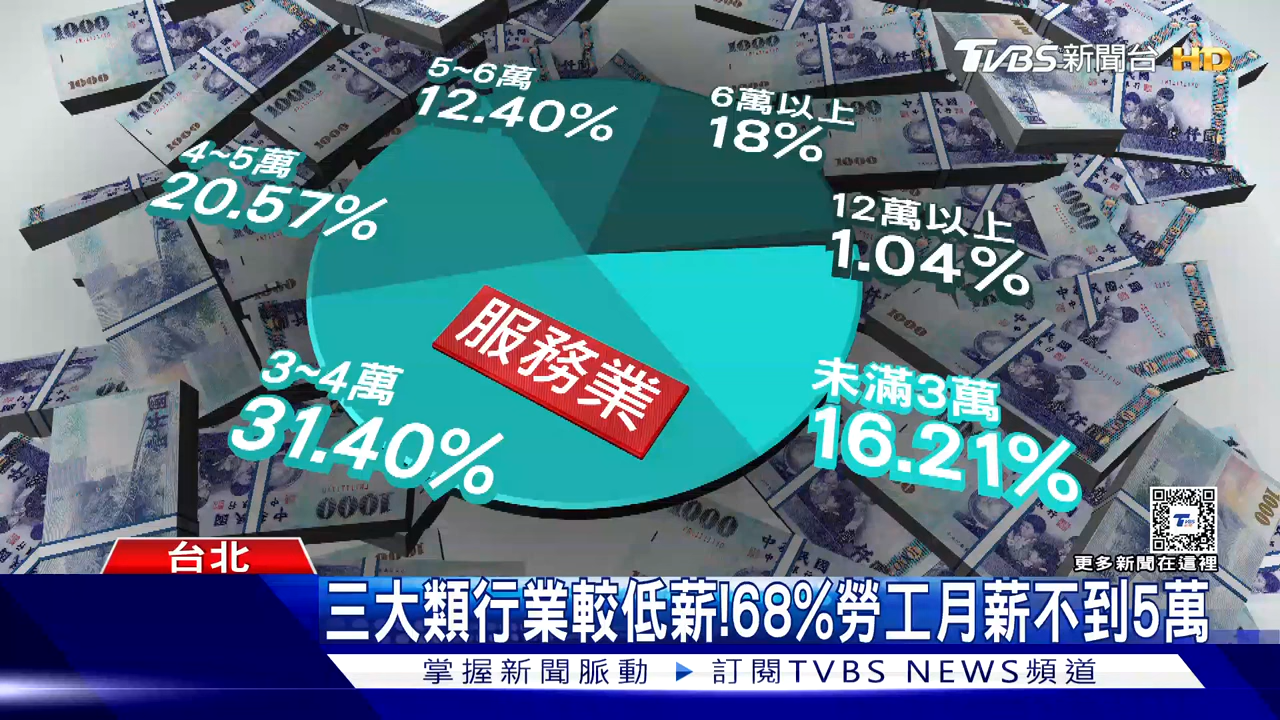 TVBS新聞台 HD
5~6萬
12.40%
6萬以上
18%
4~5萬
20.57%
12萬以上
1.04%
服務業
3~4萬
31.40%
未滿3萬
16.21%
更多新聞在這裡
台北
三大類行業較低薪!68%勞工月薪不到5萬
掌握新聞脈動 ▶ 訂閱TVBS NEWS頻道